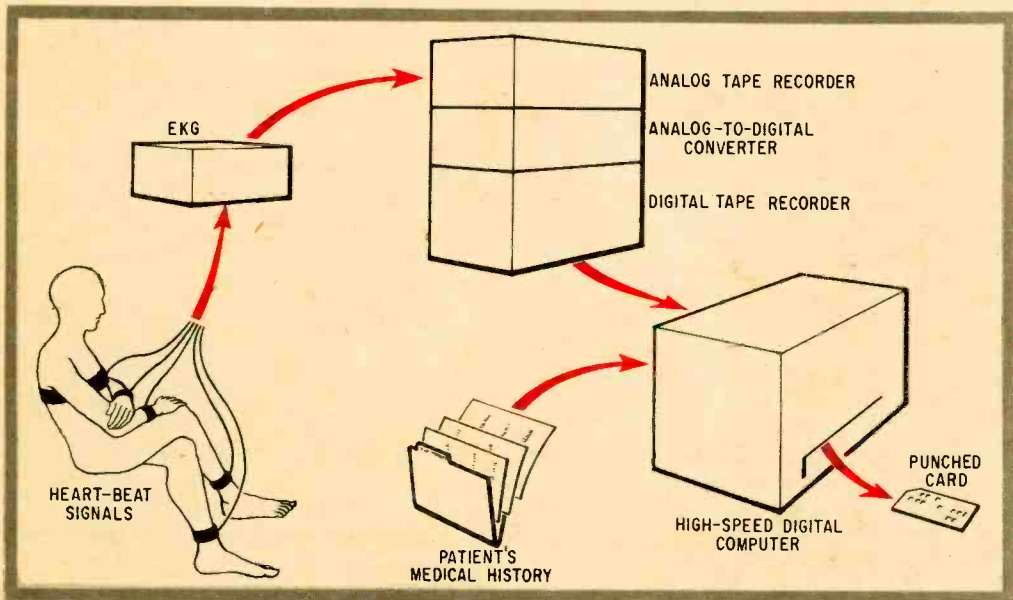 EKG
ANALOG TAPE RECORDER
ANALOG-TO-DIGITAL
CONVERTER
DIGITAL TAPE RECORDER
HEART-BEAT
SIGNALS
PATIENT'S
MEDICAL HISTORY
HIGH-SPEED DIGITAL
COMPUTER
PUNCHED
CARD